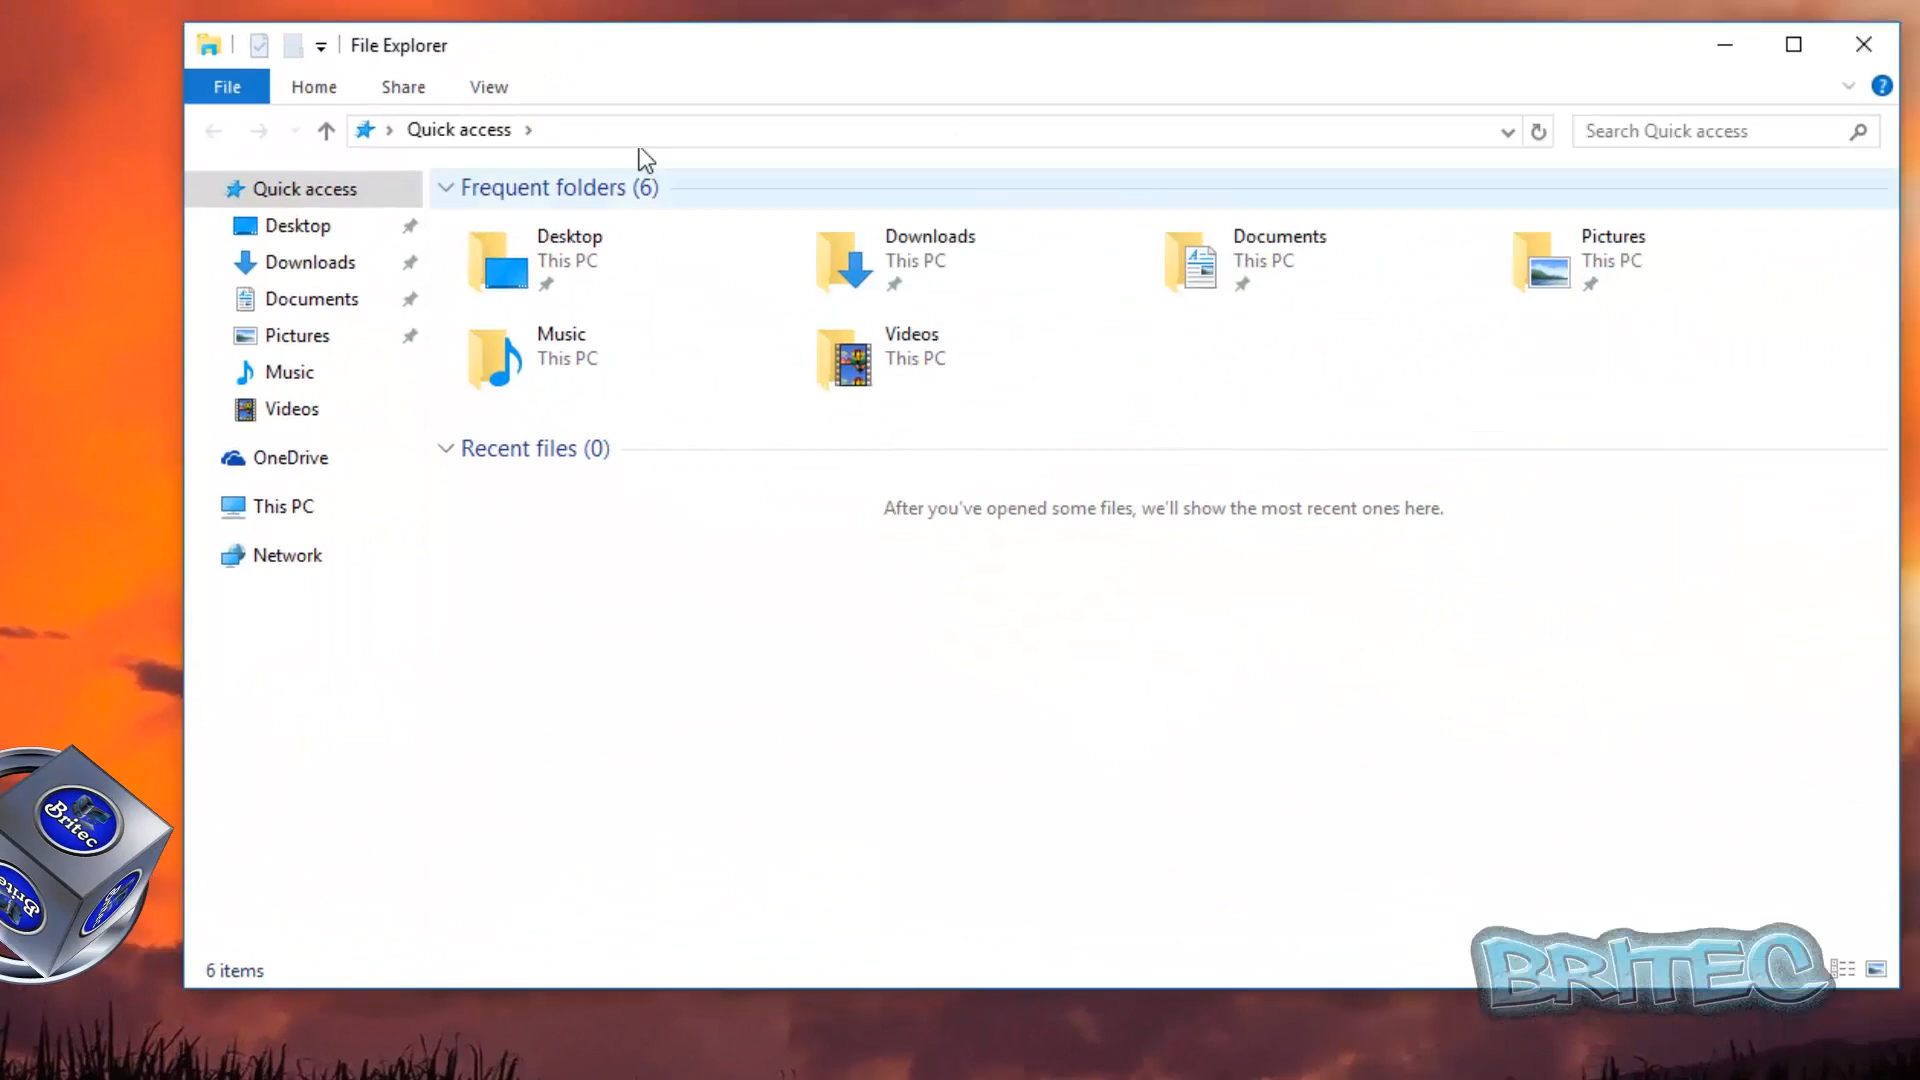 File Explorer
File Home Share View
Quick access
Search Quick access
Quick access
Desktop
Downloads
Documents
Pictures
Music
Videos
OneDrive
This PC
Network
Frequent folders (6)
Desktop
This PC
Downloads
This PC
Documents
This PC
Pictures
This PC
Music
This PC
Videos
This PC
Recent files (0)
After you've opened some files, we'll show the most recent ones here.
6 items
Britec
Britec
Britec
BRITEC